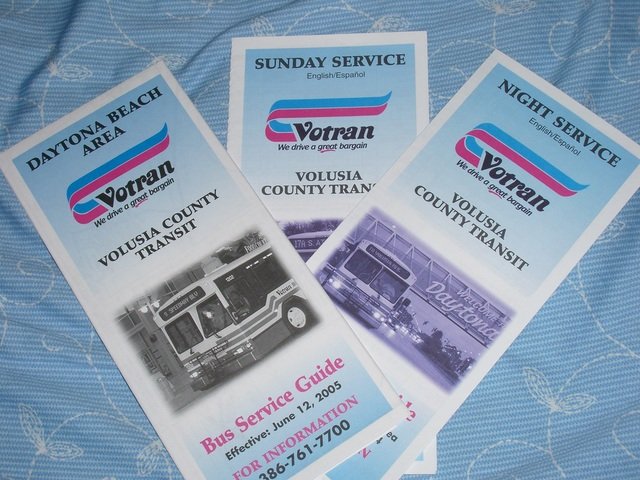 DAYTONA BEACH
AREA
Votran
We drive a great bargain
VOLUSIA COUNTY
TRANSIT
Bus Service Guide
Effective: June 12, 2005
FOR INFORMATION
386-761-7700
SUNDAY SERVICE
English/Español
Votran
We drive a great bargain
VOLUSIA
COUNTY TRANS
17A S. A
NIGHT SERVICE
English/Español
Votran
We drive a great bargain
VOLUSIA
COUNTY TRANSIT
Daytona